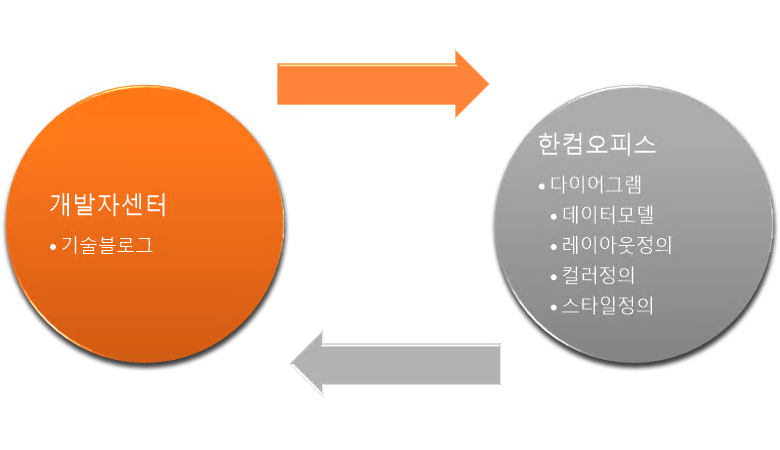 개발자센터
• 기술블로그
한컴오피스
• 다이어그램
• 데이터모델
• 레이아웃정의
• 컬러정의
• 스타일정의